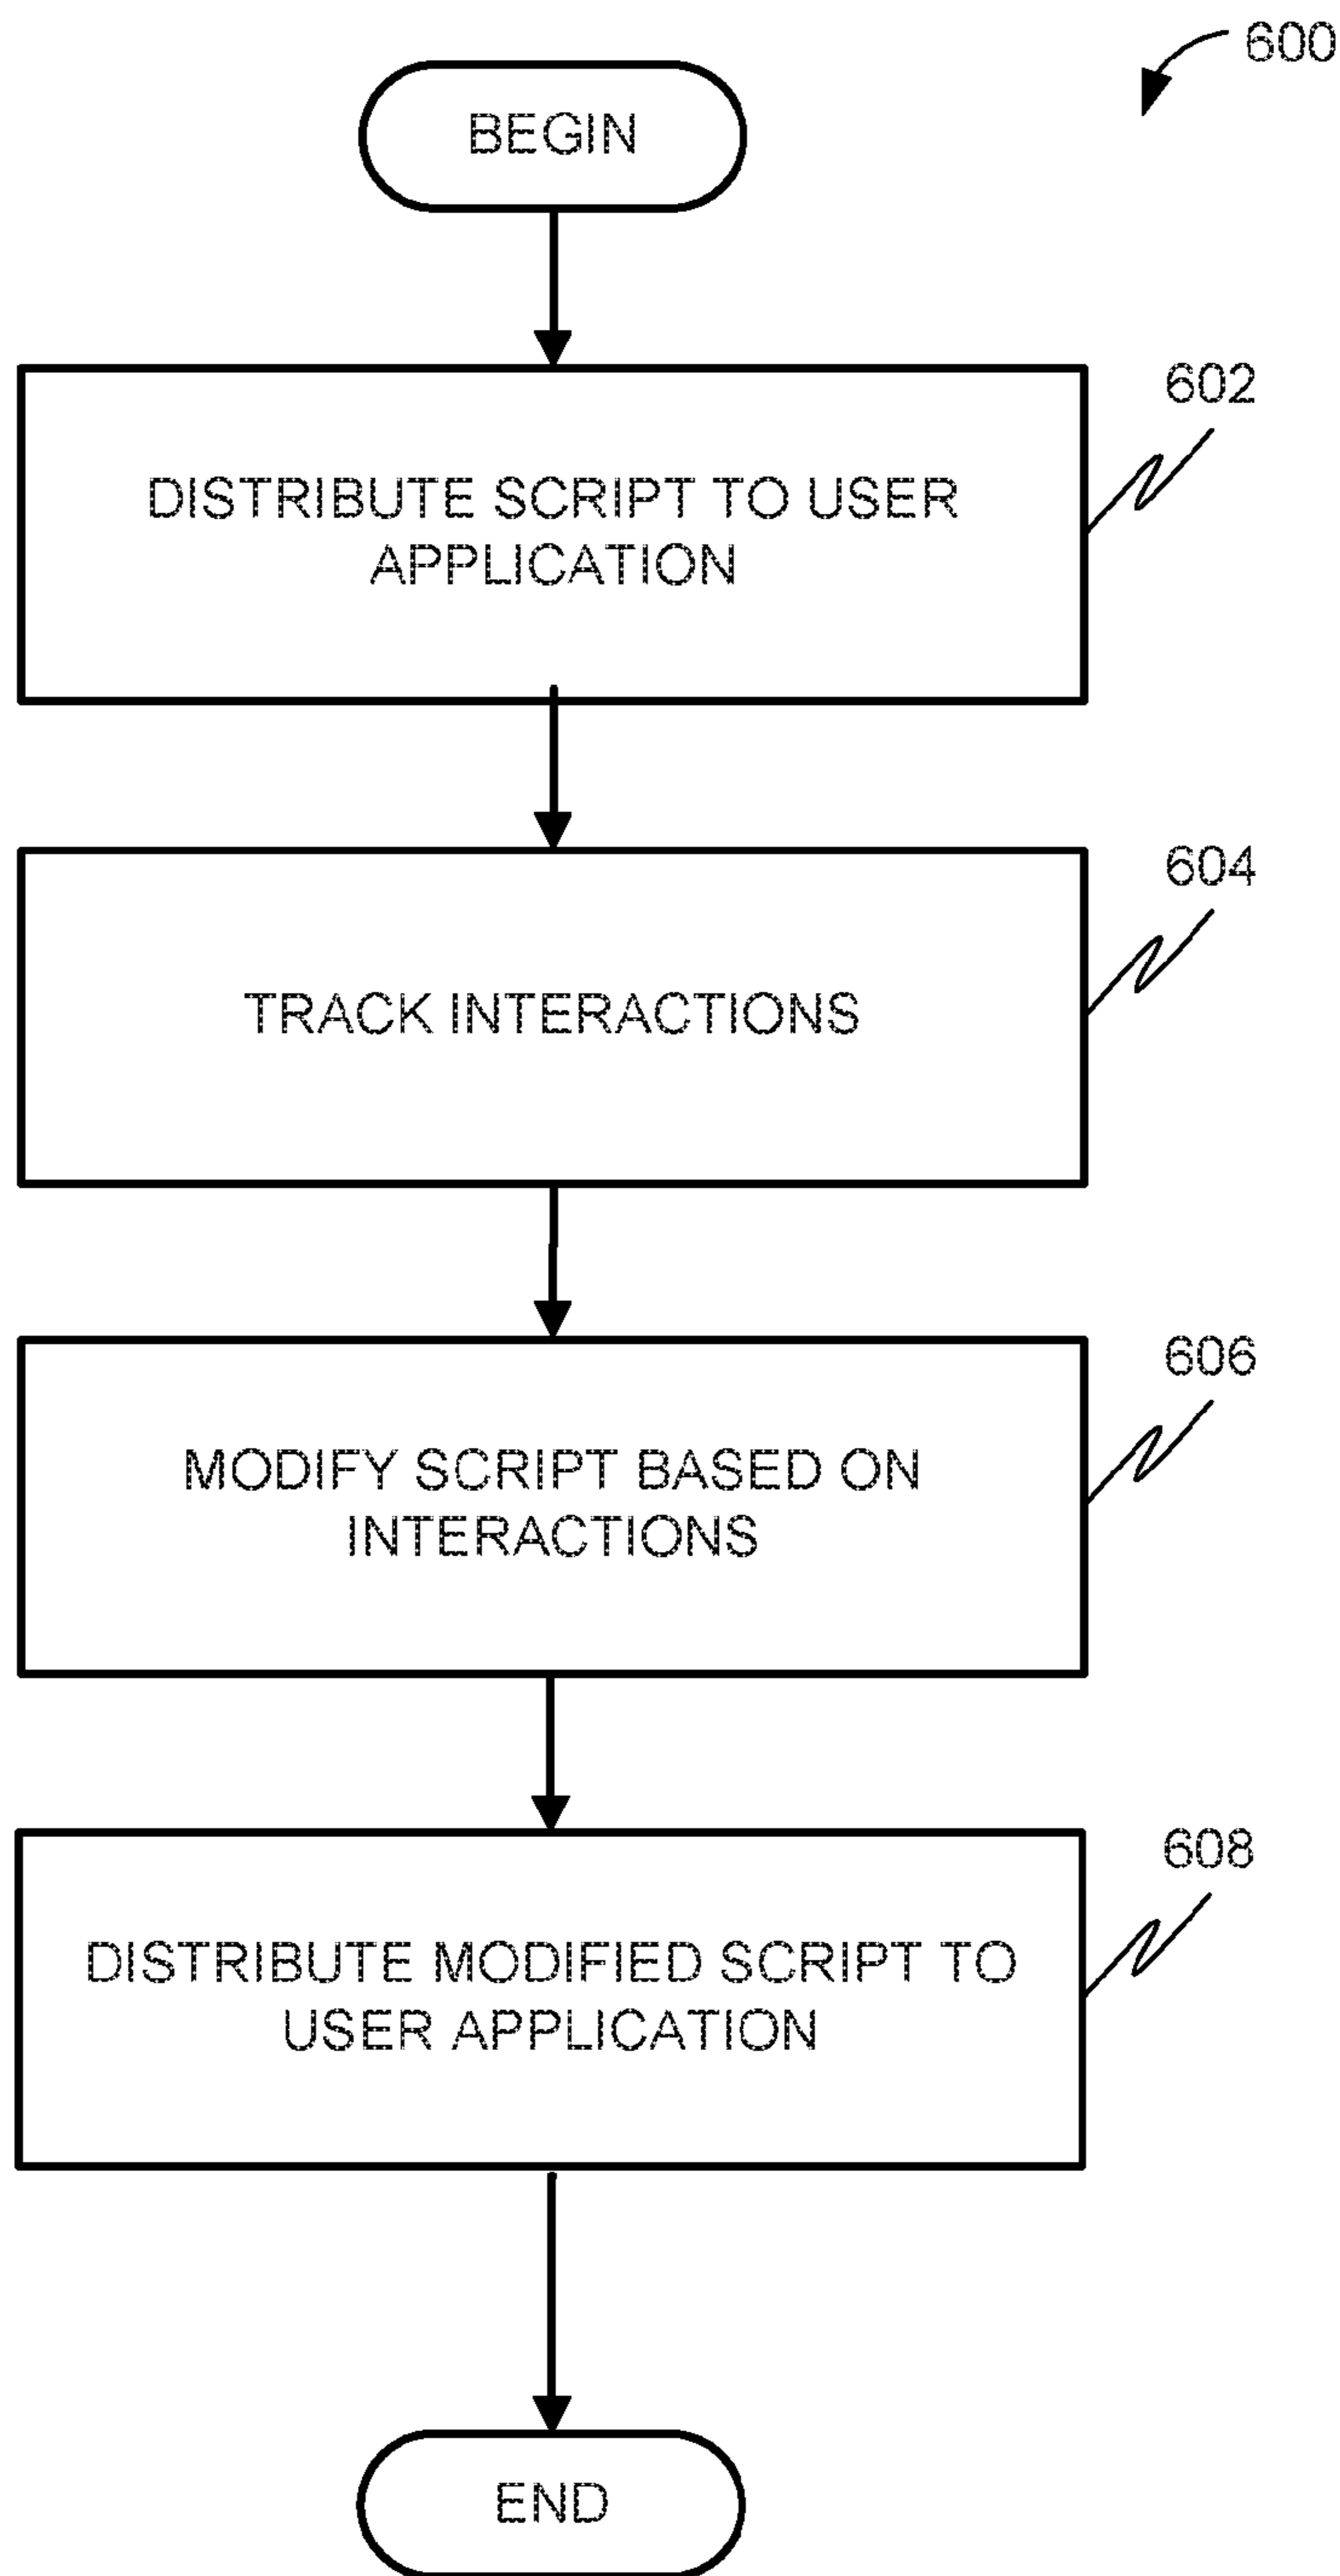 600
BEGIN
602
DISTRIBUTE SCRIPT TO USER
APPLICATION
604
TRACK INTERACTIONS
606
MODIFY SCRIPT BASED ON
INTERACTIONS
608
DISTRIBUTE MODIFIED SCRIPT TO
USER APPLICATION
END